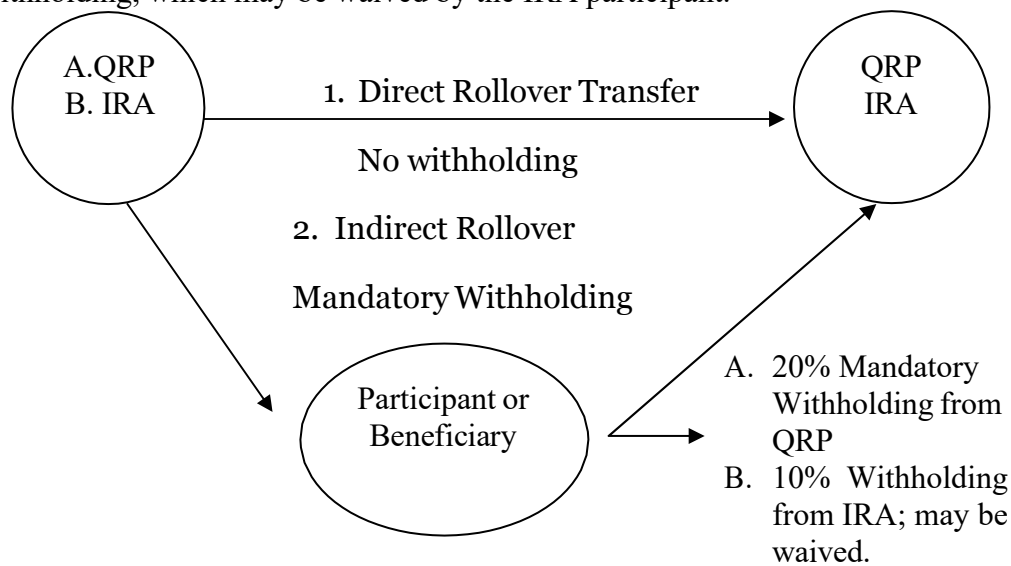 which may be waived by the IRA participant.
A.QRP
B. IRA
1. Direct Rollover Transfer
QRP
IRA
No withholding
2. Indirect Rollover
Mandatory Withholding
Participant or
Beneficiary
A. 20% Mandatory
Withholding from
QRP
B. 10% Withholding
from IRA; may be
waived.